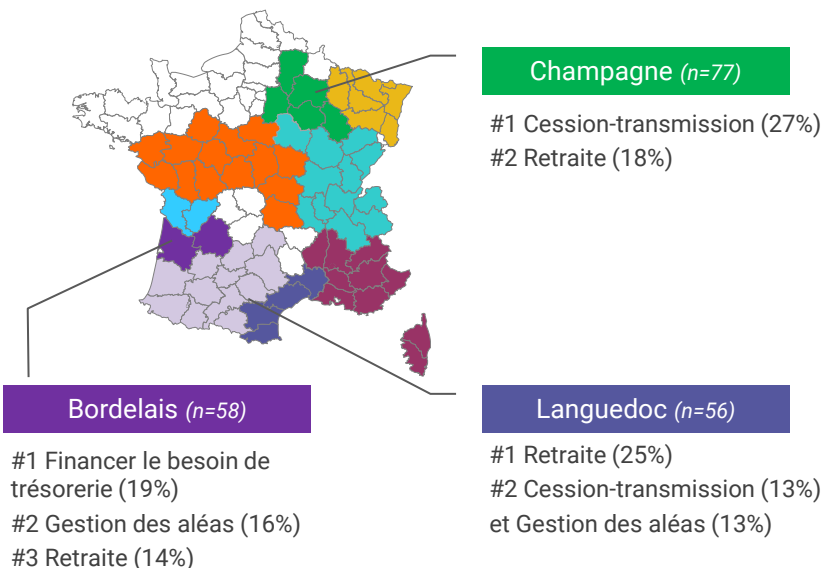 Champagne (n=77)
#1 Cession-transmission (27%)
#2 Retraite (18%)
Bordelais (n=58)
#1 Financer le besoin de
trésorerie (19%)
#2 Gestion des aléas (16%)
#3 Retraite (14%)
Languedoc (n=56)
#1 Retraite (25%)
#2 Cession-transmission (13%)
et Gestion des aléas (13%)